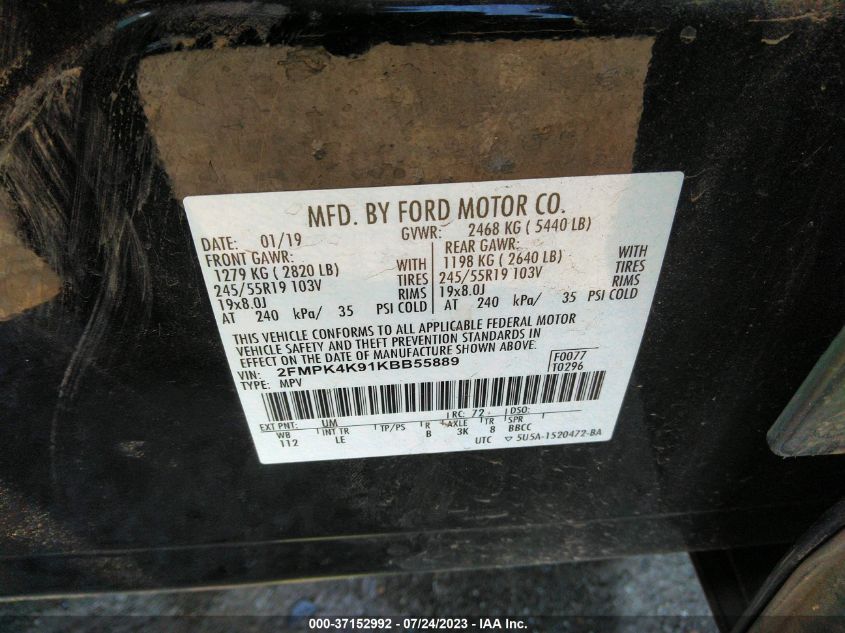 MFD. BY FORD MOTOR CO.
DATE: 01/19 GVWR: 2468 KG ( 5440 LB)
FRONT GAWR: REAR GAWR:
1279 KG ( 2820 LB) WITH 1198 KG ( 2640 LB) WITH
245/55R19 103V TIRES 245/55R19 103V TIRES
19x8.0J RIMS 19x8.0J RIMS
AT 240 kPa/ 35 PSI COLD AT 240 kPa/ 35 PSI COLD
THIS VEHICLE CONFORMS TO ALL APPLICABLE FEDERAL MOTOR
VEHICLE SAFETY AND THEFT PREVENTION STANDARDS IN
EFFECT ON THE DATE OF MANUFACTURE SHOWN ABOVE.
VIN: 2FMPK4K91KBB55889 F0077
TYPE: MPV T0296
EXT PNT: UM RC: 72 DSO:
WB INT TR TP/PS R AXLE TR SPR
112 LE B 3K 8 BBCC
UTC ▽ 5U5A-1520472-BA
000-37152992 / 07/24/2023 - IAA Inc.